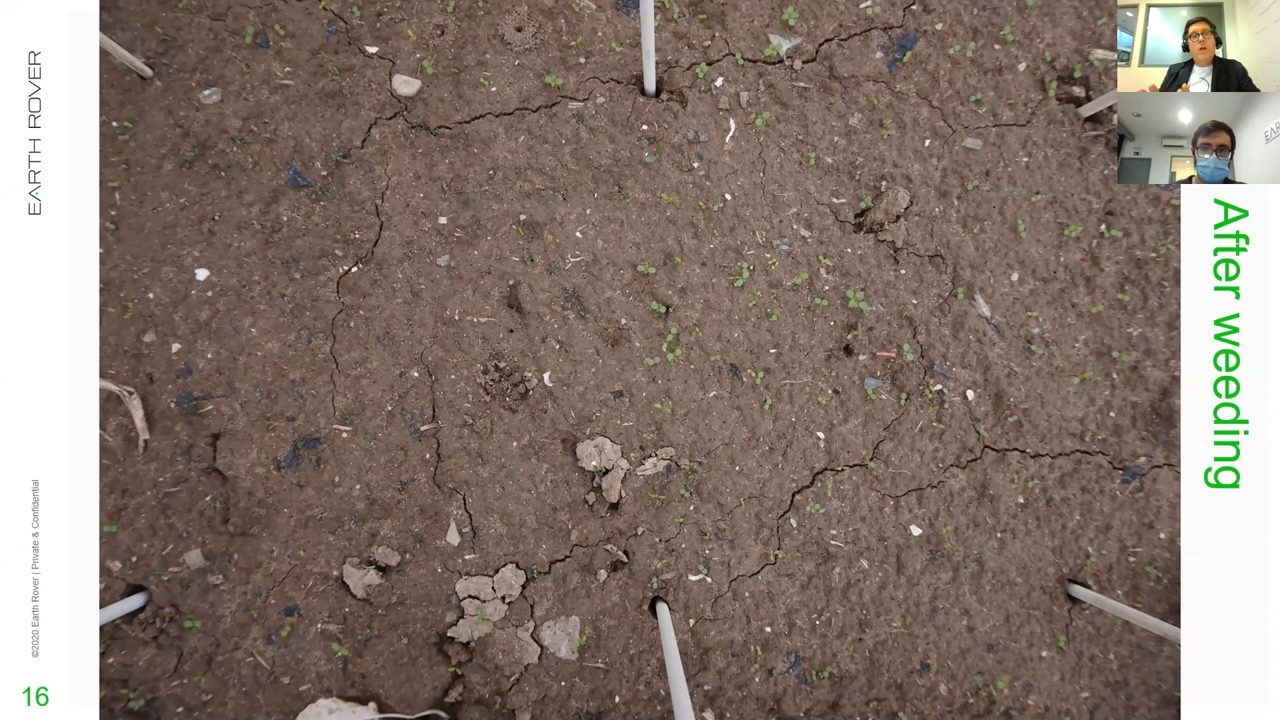 EARTH ROVER
©2020 Earth Rover | Private & Confidential
16
After weeding